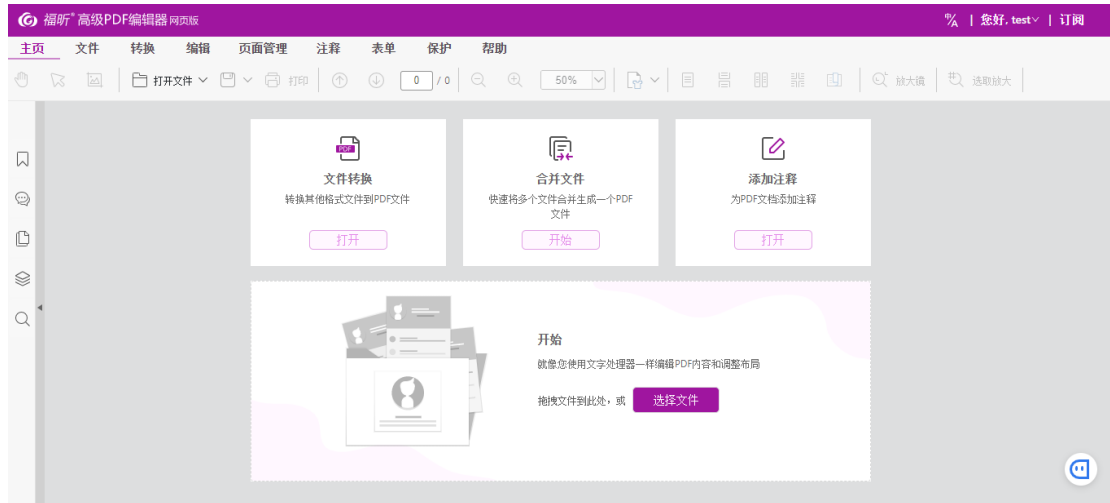 福昕® 高级PDF编辑器 网页版
中/A | 您好, test | 订阅
主页 文件 转换 编辑 页面管理 注释 表单 保护 帮助
打开文件 打印 0 / 0 50% 放大镜 选取放大
PDF
文件转换
转换其他格式文件到PDF文件
打开
合并文件
快速将多个文件合并生成一个PDF
文件
开始
添加注释
为PDF文档添加注释
打开
开始
就像您使用文字处理器一样编辑PDF内容和调整布局
拖拽文件到此处，或 选择文件